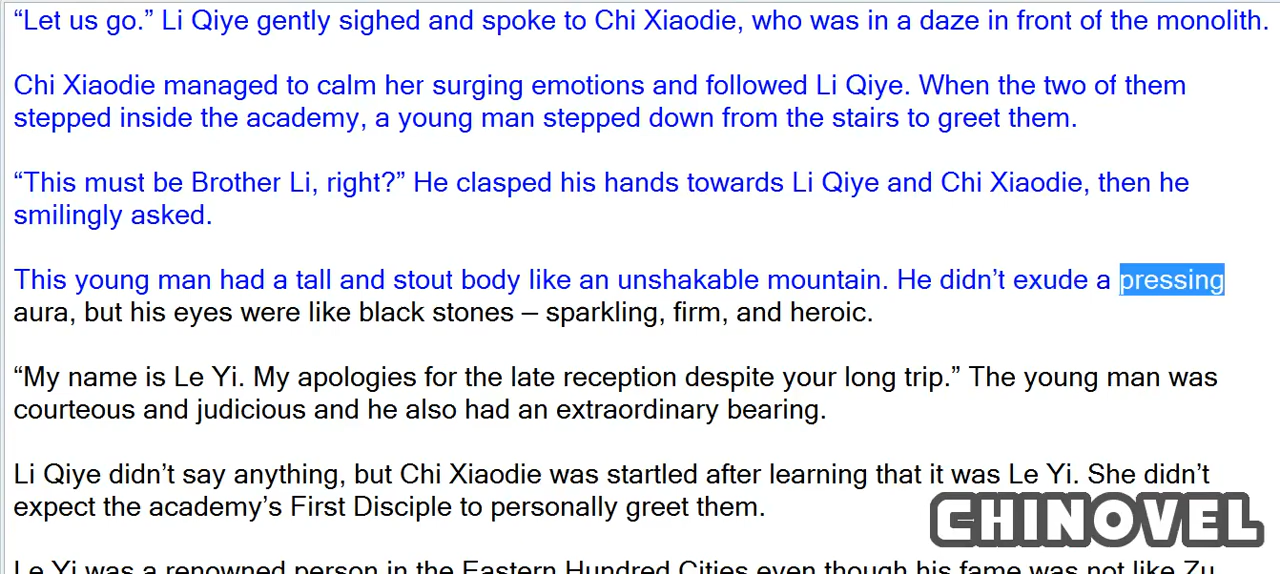 “Let us go.” Li Qiye gently sighed and spoke to Chi Xiaodie, who was in a daze in front of the monolith.
Chi Xiaodie managed to calm her surging emotions and followed Li Qiye. When the two of them
stepped inside the academy, a young man stepped down from the stairs to greet them.
“This must be Brother Li, right?” He clasped his hands towards Li Qiye and Chi Xiaodie, then he
smilingly asked.
This young man had a tall and stout body like an unshakable mountain. He didn’t exude a pressing
aura, but his eyes were like black stones – sparkling, firm, and heroic.
“My name is Le Yi. My apologies for the late reception despite your long trip.” The young man was
courteous and judicious and he also had an extraordinary bearing.
Li Qiye didn’t say anything, but Chi Xiaodie was startled after learning that it was Le Yi. She didn’t
expect the academy’s First Disciple to personally greet them.
CHINOVEL
Le Yi was a renowned person in the Eastern Hundred Cities even though his fame was not like Zu